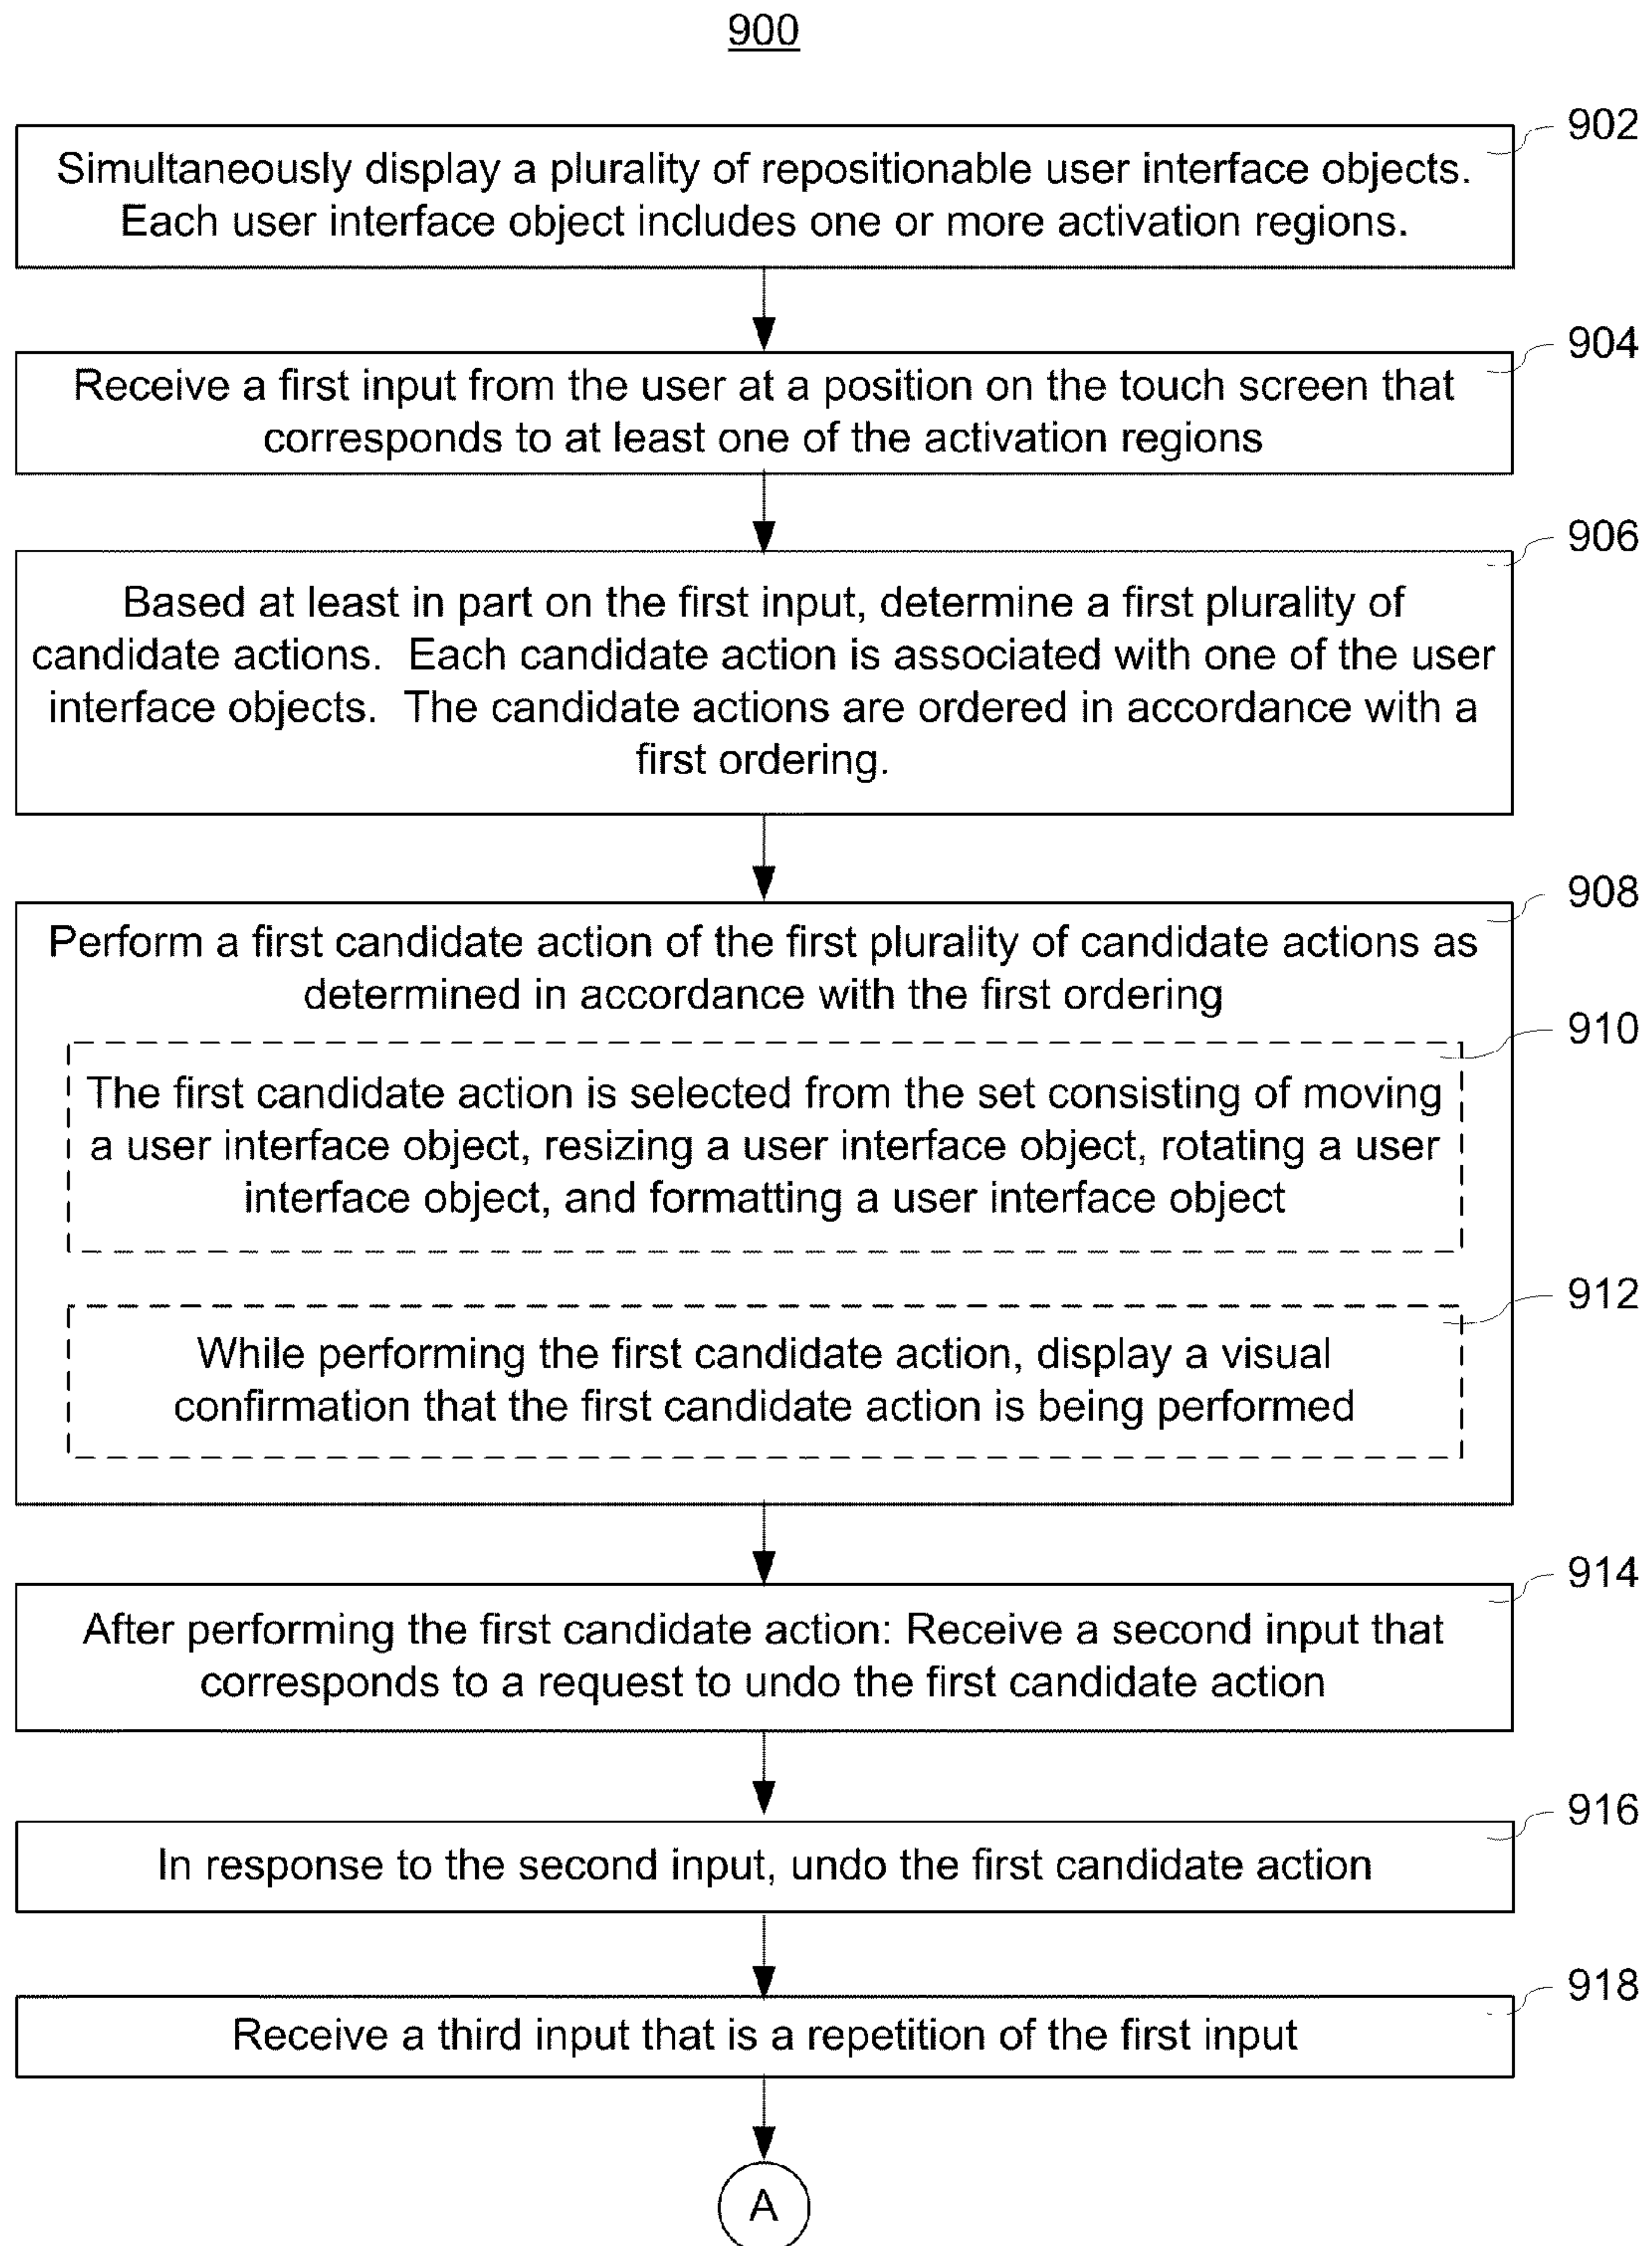 900
902
Simultaneously display a plurality of repositionable user interface objects.
Each user interface object includes one or more activation regions.
904
Receive a first input from the user at a position on the touch screen that
corresponds to at least one of the activation regions
906
Based at least in part on the first input, determine a first plurality of
candidate actions.  Each candidate action is associated with one of the user
interface objects.  The candidate actions are ordered in accordance with a
first ordering.
908
Perform a first candidate action of the first plurality of candidate actions as
determined in accordance with the first ordering
910
The first candidate action is selected from the set consisting of moving
a user interface object, resizing a user interface object, rotating a user
interface object, and formatting a user interface object
912
While performing the first candidate action, display a visual
confirmation that the first candidate action is being performed
914
After performing the first candidate action: Receive a second input that
corresponds to a request to undo the first candidate action
916
In response to the second input, undo the first candidate action
918
Receive a third input that is a repetition of the first input
A